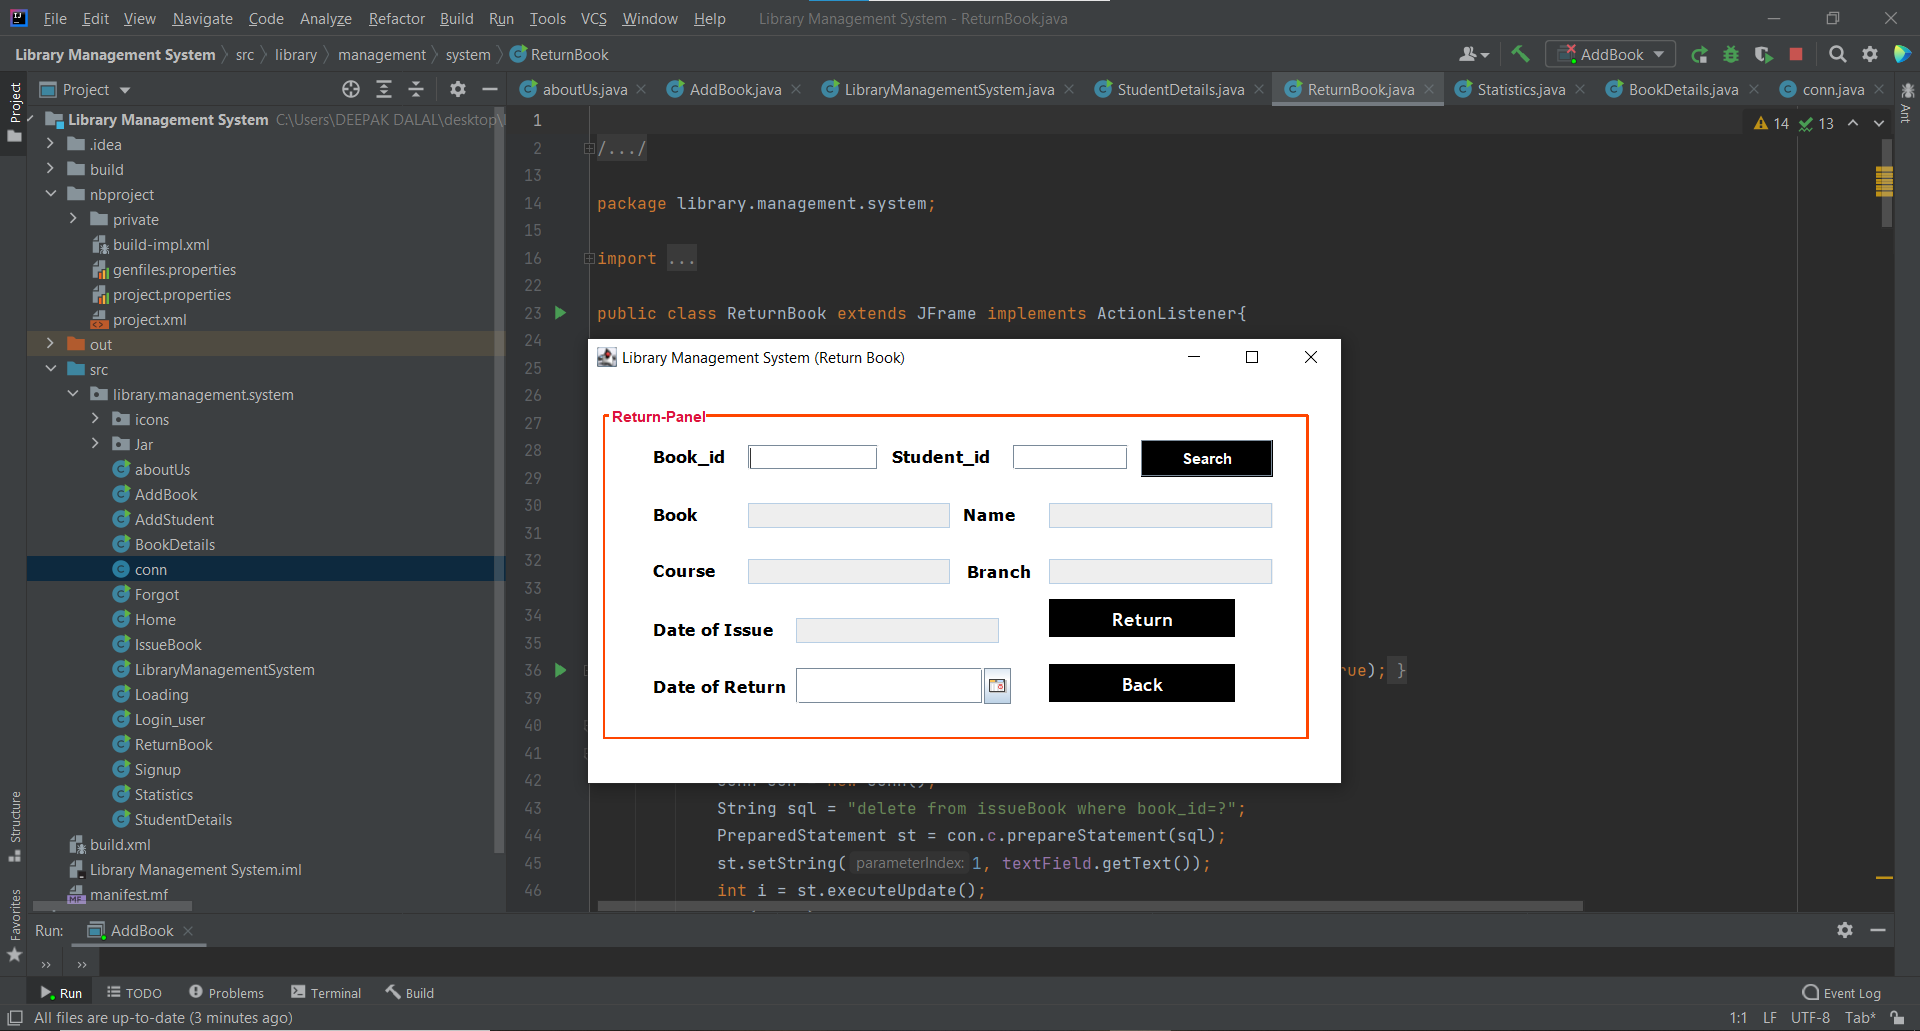 File Edit View Navigate Code Analyze Refactor Build Run Tools VCS Window Help Library Management System - ReturnBook.java
Library Management System src library management system ReturnBook AddBook
Project
Project
aboutUs.java AddBook.java LibraryManagementSystem.java StudentDetails.java ReturnBook.java Statistics.java BookDetails.java conn.java
Ant
Library Management System C:\Users\DEEPAK DALAL\desktop\
.idea
build
nbproject
private
build-impl.xml
genfiles.properties
project.properties
project.xml
out
src
library.management.system
icons
Jar
aboutUs
AddBook
AddStudent
BookDetails
conn
Forgot
Home
IssueBook
LibraryManagementSystem
Loading
Login_user
ReturnBook
Signup
Statistics
StudentDetails
build.xml
Library Management System.iml
manifest.mf
Structure
Favorites
14 13
1
2 /.../
13
14 package library.management.system;
15
16 import ...
22
23 public class ReturnBook extends JFrame implements ActionListener{
24
25
26
27
28
29
30
31
32
33
34
35
36 rue); }
39
40
41
42
43 String sql = "delete from issueBook where book_id=?";
44 PreparedStatement st = con.c.prepareStatement(sql);
45 st.setString( parameterIndex: 1, textField.getText());
46 int i = st.executeUpdate();
Library Management System (Return Book)
Return-Panel
Book_id Student_id Search
Book Name
Course Branch
Date of Issue Return
Date of Return Back
Run: AddBook
» »
Run TODO Problems Terminal Build Event Log
All files are up-to-date (3 minutes ago) 1:1 LF UTF-8 Tab*